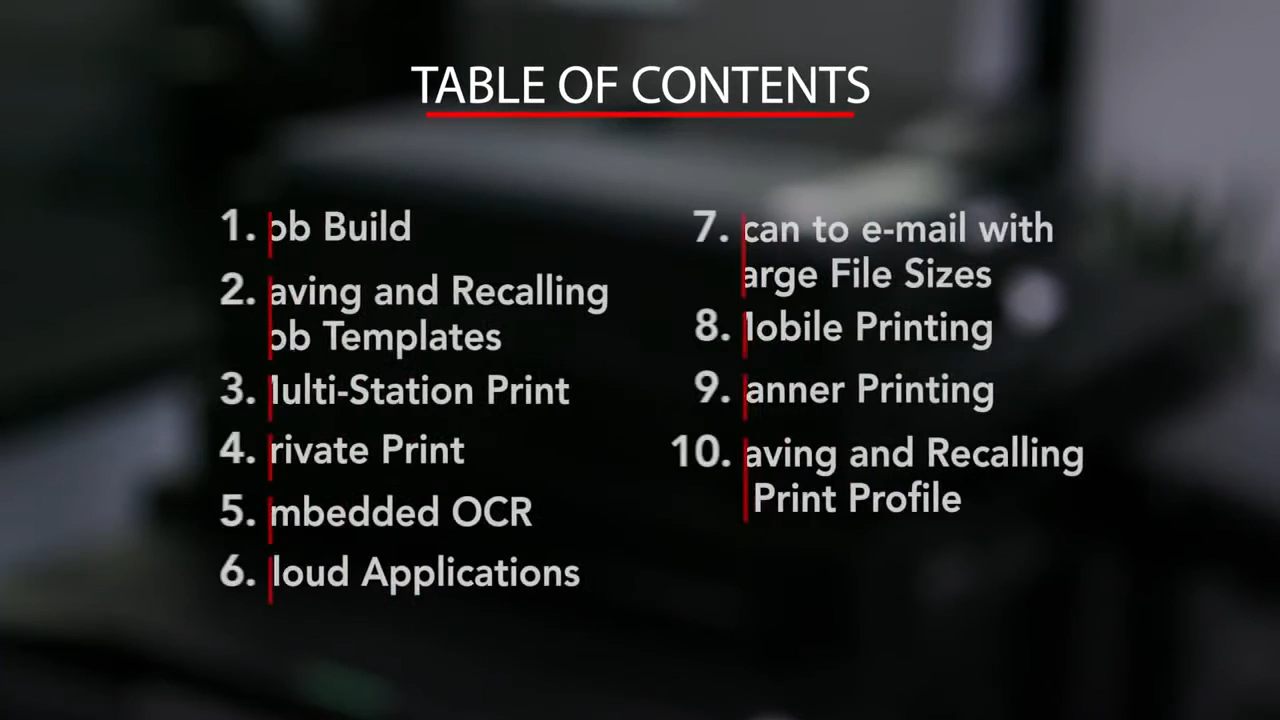 TABLE OF CONTENTS
1. ob Build
2. aving and Recalling
ob Templates
3. ulti-Station Print
4. rivate Print
5. mbedded OCR
6. loud Applications
7. can to e-mail with
arge File Sizes
8. obile Printing
9. anner Printing
10. aving and Recalling
Print Profile